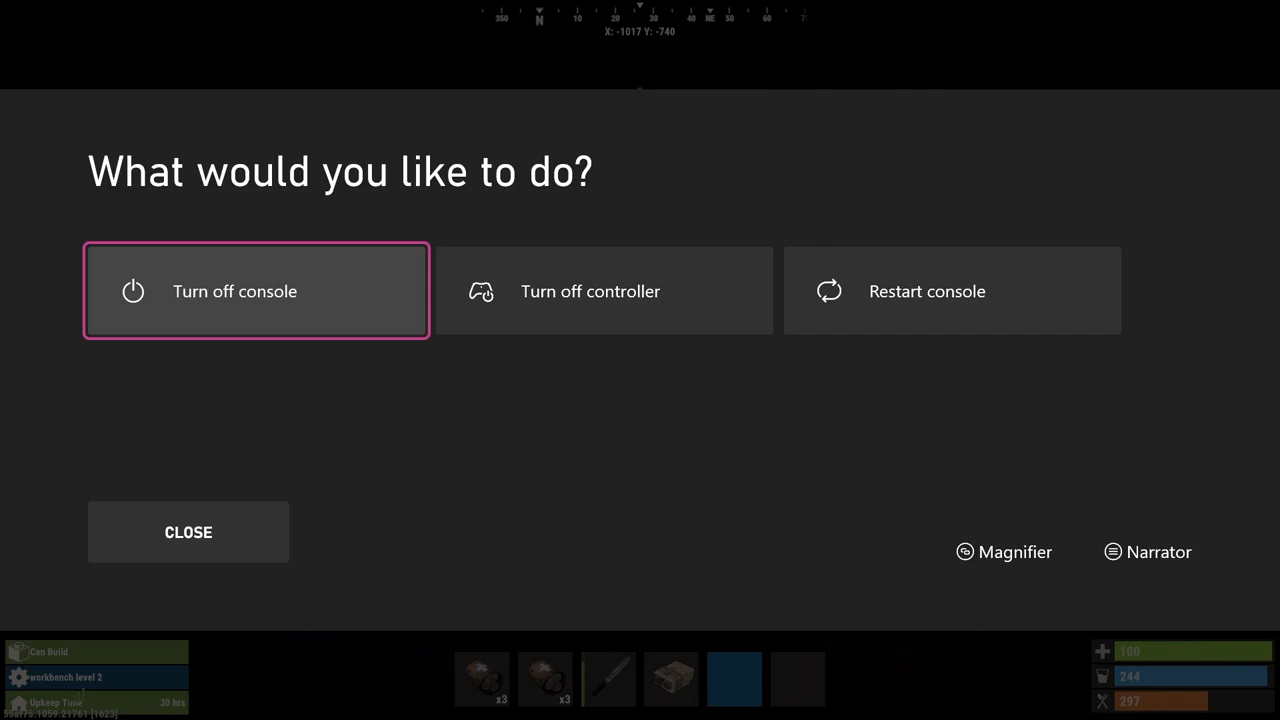 350 N 10 20 30 40 NE 50 60
X: -1017 Y: -740
What would you like to do?
Turn off console
Turn off controller
Restart console
CLOSE
Magnifier
Narrator
Can Build
workbench level 2
Upkeep Time 30 hrs
x3
x3
100
244
297